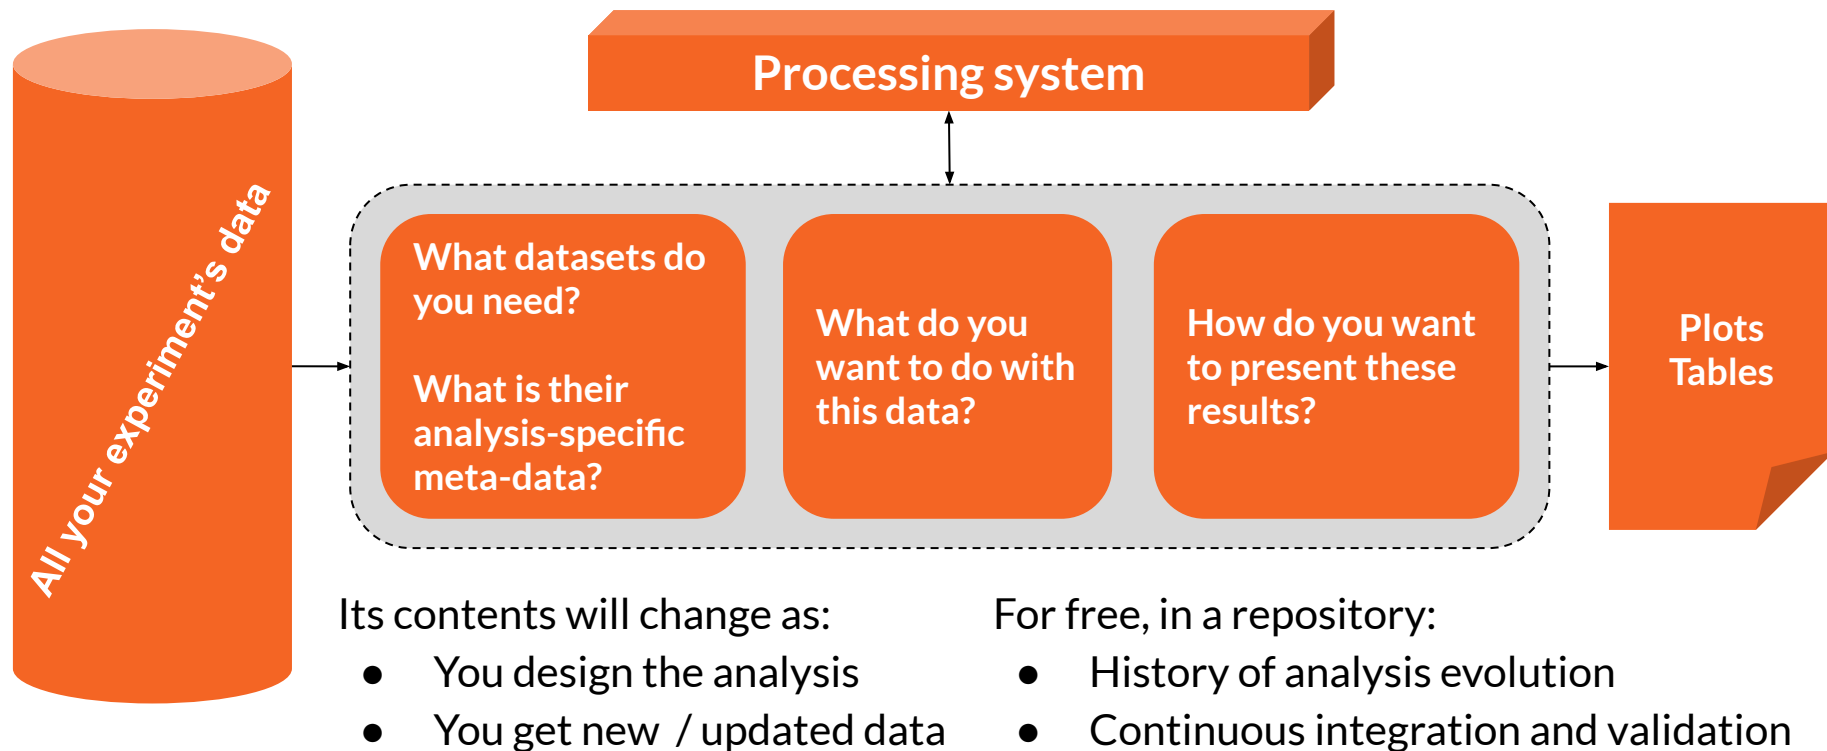 Processing system
All your experiment's data
What datasets do
you need?
What is their
analysis-specific
meta-data?
What do you
want to do with
this data?
How do you want
to present these
results?
Plots
Tables
Its contents will change as:
● You design the analysis
● You get new / updated data
For free, in a repository:
● History of analysis evolution
● Continuous integration and validation